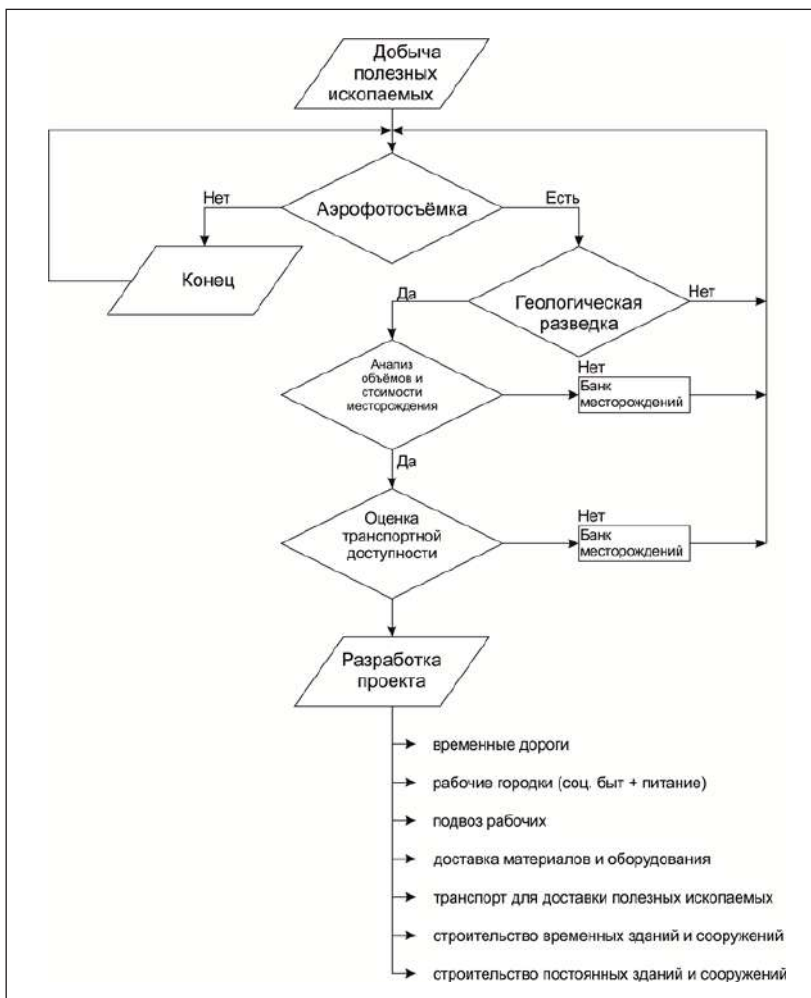 Добыча
полезных
ископаемых
Нет
Есть
Аэрофотосъёмка
Конец
Геологическая
разведка
Да
Нет
Анализ
объёмов и
стоимости
месторождения
Нет
Банк
месторождений
Да
Оценка
транспортной
доступности
Нет
Банк
месторождений
Разработка
проекта
временные дороги
рабочие городки (соц. быт + питание)
подвоз рабочих
доставка материалов и оборудования
транспорт для доставки полезных ископаемых
строительство временных зданий и сооружений
строительство постоянных зданий и сооружений